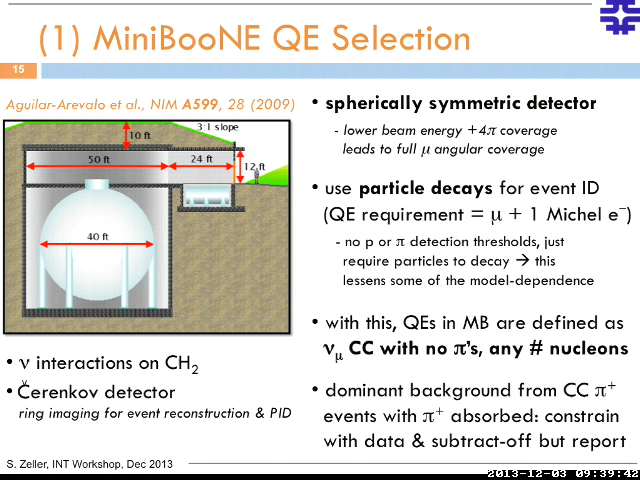 (1) MiniBooNE QE Selection
15
Aguilar-Arevalo et al., NIM A599, 28 (2009)
10 ft
3:1 slope
50 ft
24 ft
12 ft
40 ft
• ν interactions on CH₂
• Čerenkov detector
ring imaging for event reconstruction & PID
• spherically symmetric detector
- lower beam energy +4π coverage
leads to full μ angular coverage
• use particle decays for event ID
(QE requirement = μ + 1 Michel e⁻)
- no p or π detection thresholds, just
require particles to decay → this
lessens some of the model-dependence
• with this, QEs in MB are defined as
νμ CC with no π's, any # nucleons
• dominant background from CC π⁺
events with π⁺ absorbed: constrain
with data & subtract-off but report
S. Zeller, INT Workshop, Dec 2013
2013-12-03 09:39:42